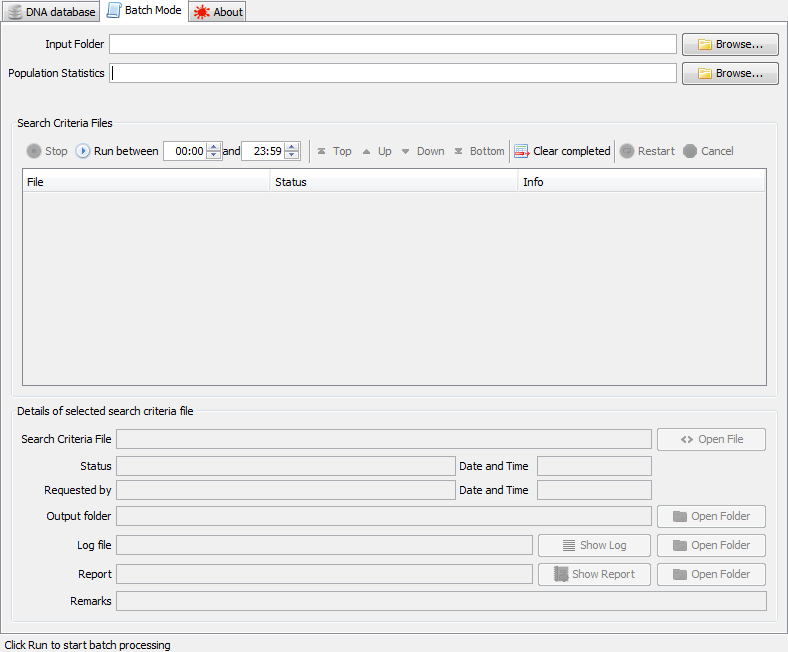 DNA database Batch Mode About
Input Folder Browse...
Population Statistics Browse...
Search Criteria Files
Stop Run between 00:00 and 23:59 Top Up Down Bottom Clear completed Restart Cancel
File Status Info
Details of selected search criteria file
Search Criteria File Open File
Status Date and Time
Requested by Date and Time
Output folder Open Folder
Log file Show Log Open Folder
Report Show Report Open Folder
Remarks
Click Run to start batch processing